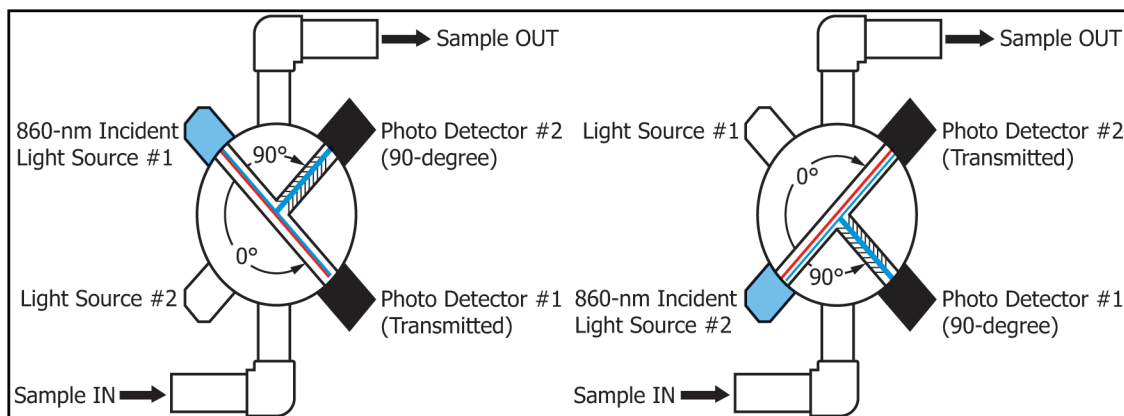 Sample OUT
860-nm Incident
Light Source #1
90°
Photo Detector #2
(90-degree)
0°
Light Source #2
Photo Detector #1
(Transmitted)
Sample IN
Sample OUT
Light Source #1
0°
Photo Detector #2
(Transmitted)
90°
860-nm Incident
Light Source #2
Photo Detector #1
(90-degree)
Sample IN